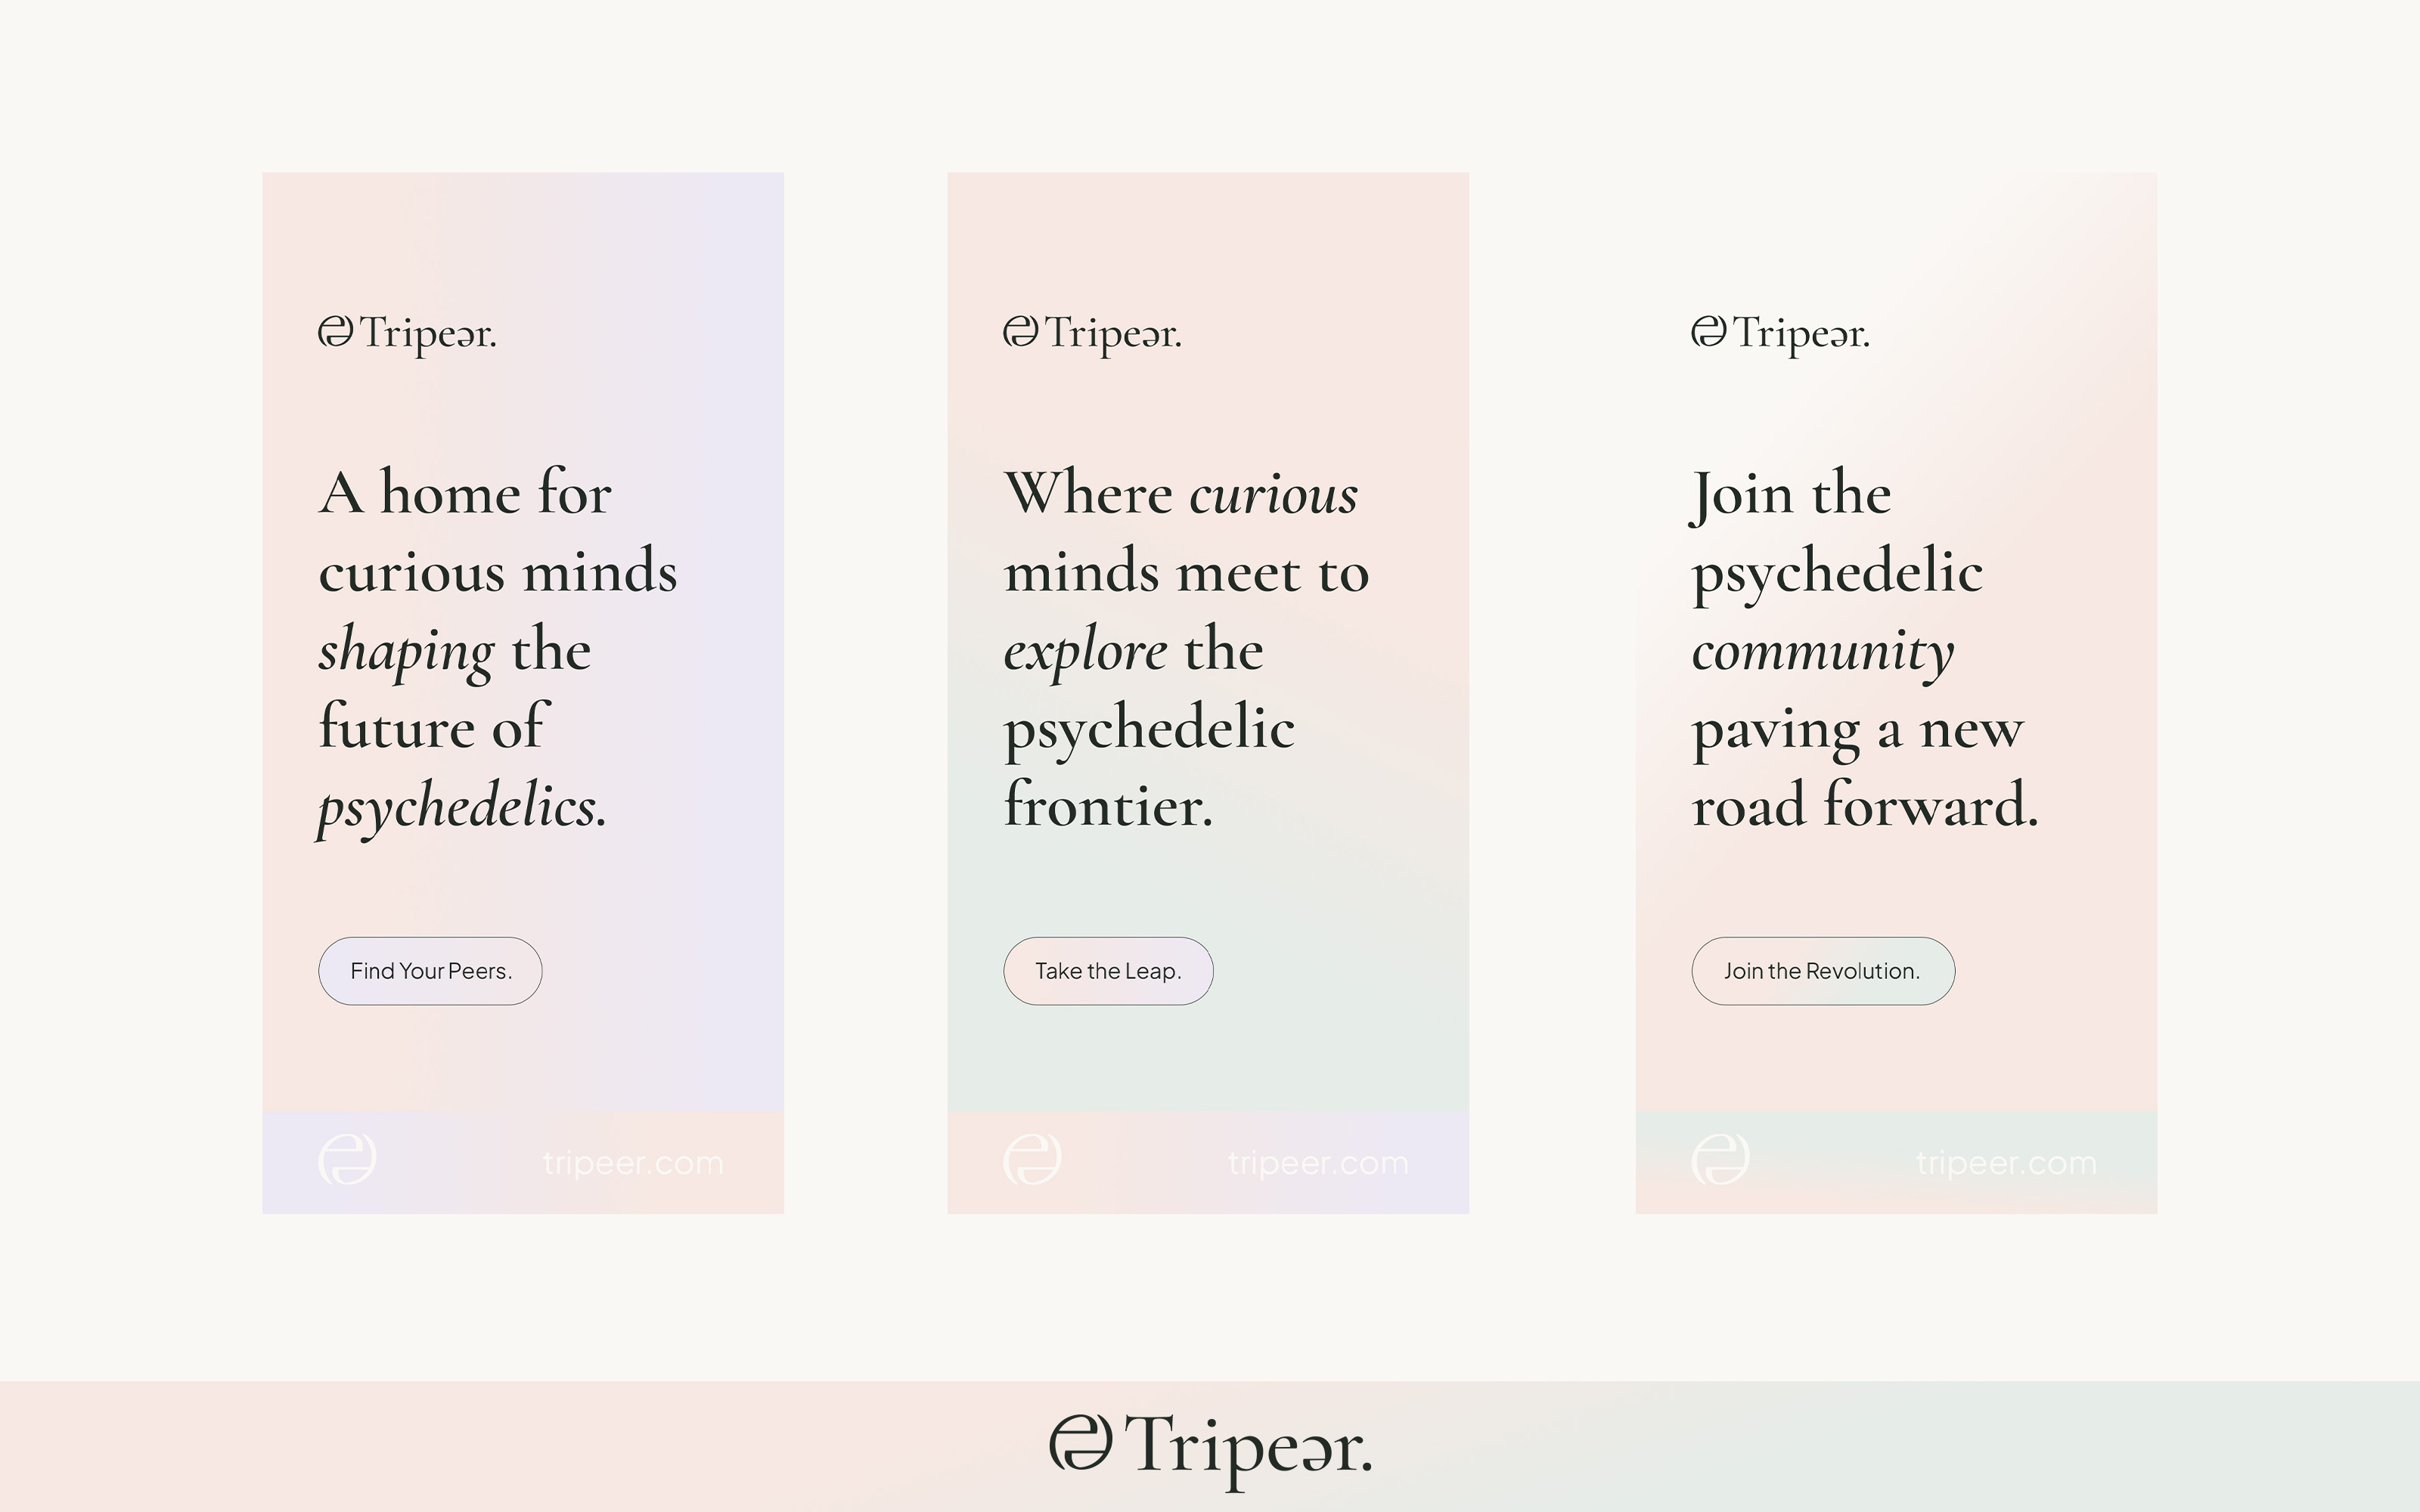 Tripeər.
A home for
curious minds
shaping the
future of
psychedelics.
Find Your Peers.
tripeer.com
Tripeər.
Where curious
minds meet to
explore the
psychedelic
frontier.
Take the Leap.
tripeer.com
Tripeər.
Join the
psychedelic
community
paving a new
road forward.
Join the Revolution.
tripeer.com
Tripeər.